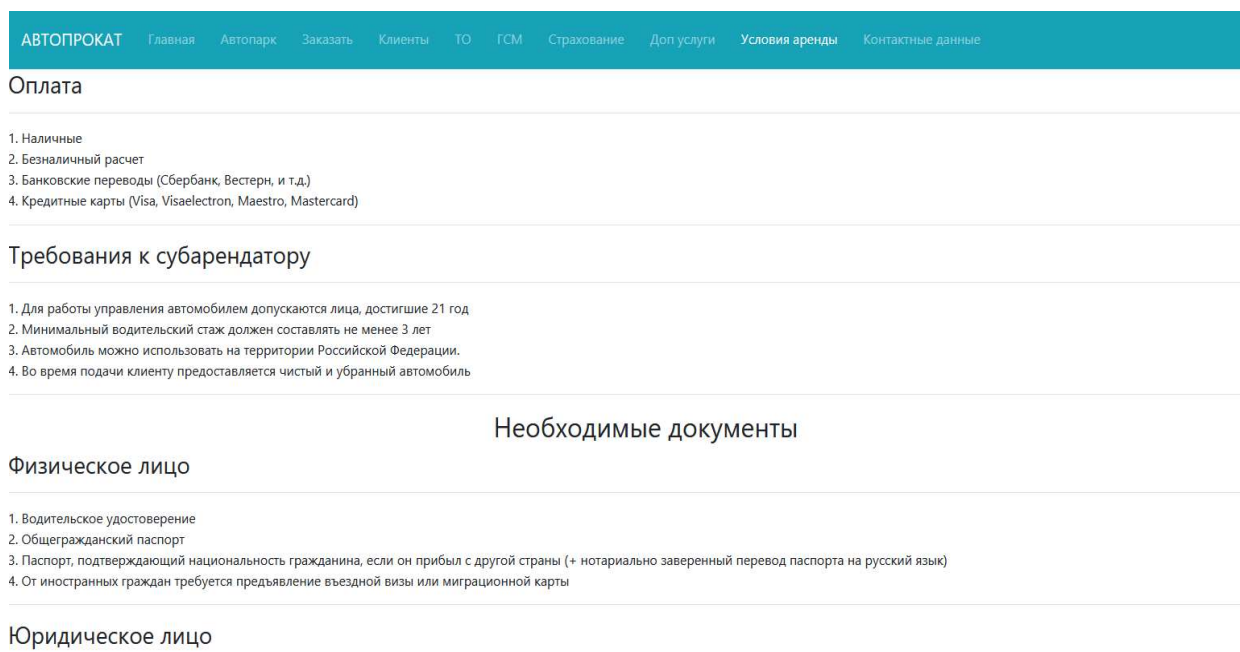 АВТОПРОКАТ Главная Автопарк Заказать Клиенты ТО ГСМ Страхование Доп услуги Условия аренды Контактные данные
Оплата
1. Наличные
2. Безналичный расчет
3. Банковские переводы (Сбербанк, Вестерн, и т.д.)
4. Кредитные карты (Visa, Visaelectron, Maestro, Mastercard)
Требования к субарендатору
1. Для работы управления автомобилем допускаются лица, достигшие 21 год
2. Минимальный водительский стаж должен составлять не менее 3 лет
3. Автомобиль можно использовать на территории Российской Федерации.
4. Во время подачи клиенту предоставляется чистый и убранный автомобиль
Необходимые документы
Физическое лицо
1. Водительское удостоверение
2. Общегражданский паспорт
3. Паспорт, подтверждающий национальность гражданина, если он прибыл с другой страны (+ нотариально заверенный перевод паспорта на русский язык)
4. От иностранных граждан требуется предъявление въездной визы или миграционной карты
Юридическое лицо